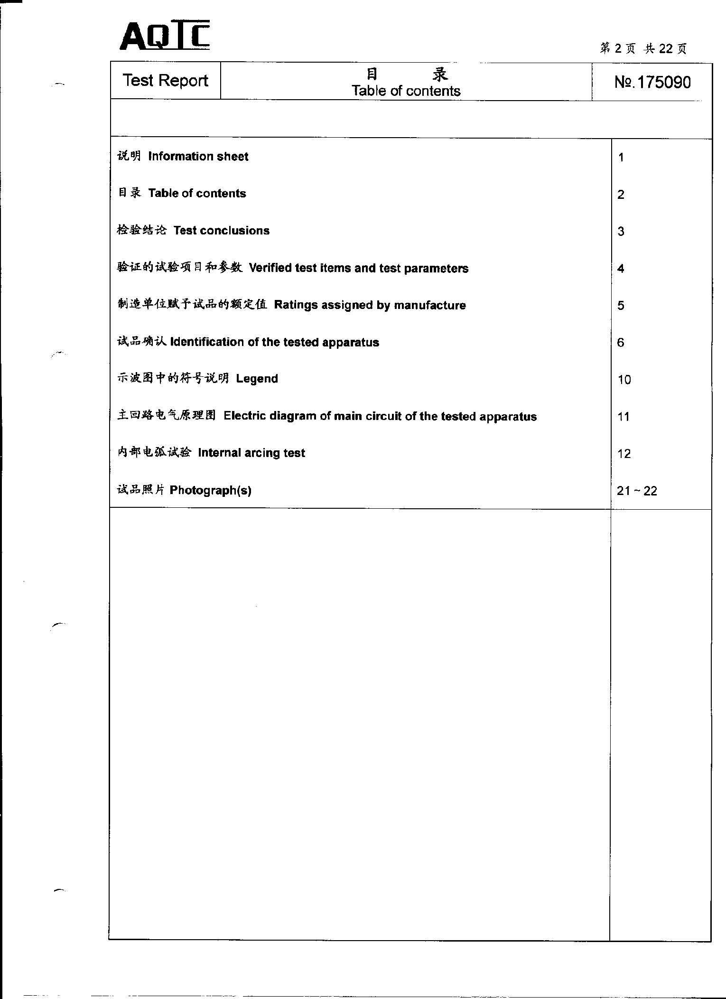 AQTC
第 2 页 共 22 页
Test Report
目 录
Table of contents
№.175090
说明 Information sheet 1
目录 Table of contents 2
检验结论 Test conclusions 3
验证的试验项目和参数 Verified test items and test parameters 4
制造单位赋予试品的额定值 Ratings assigned by manufacture 5
试品确认 Identification of the tested apparatus 6
示波图中的符号说明 Legend 10
主回路电气原理图 Electric diagram of main circuit of the tested apparatus 11
内部电弧试验 Internal arcing test 12
试品照片 Photograph(s) 21 ~ 22